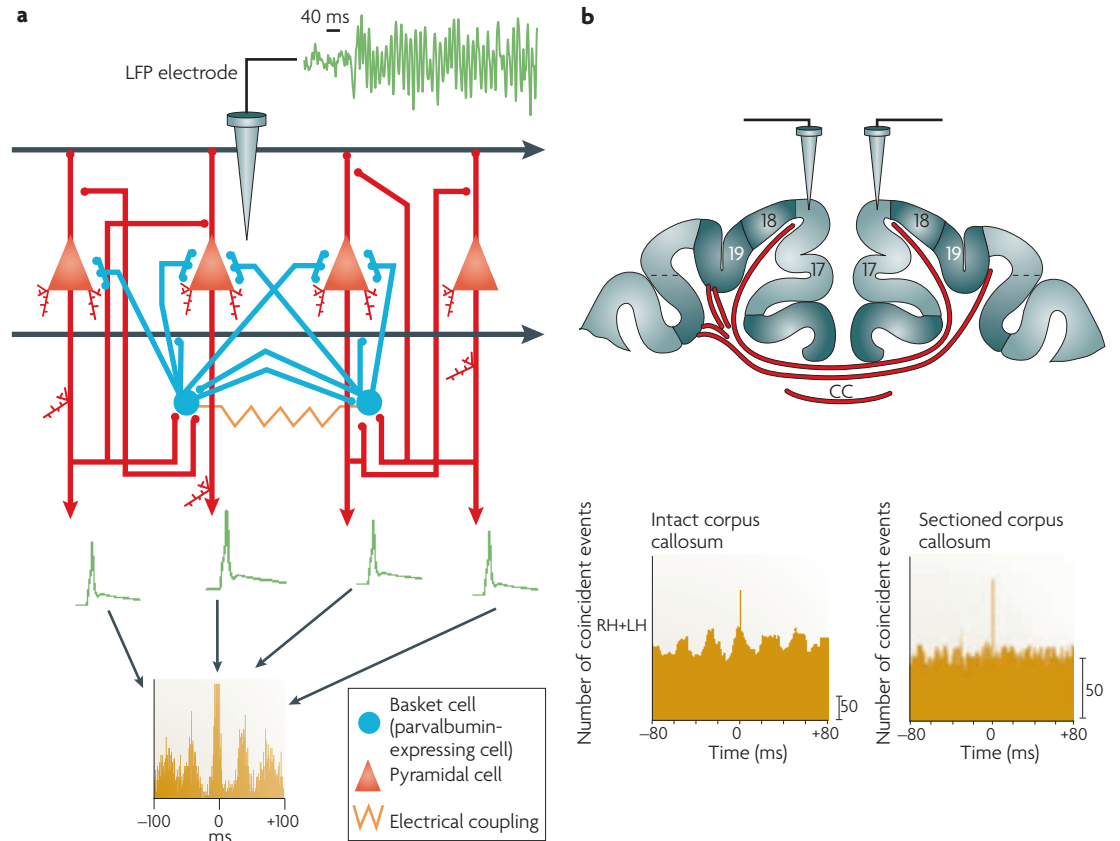 a
40 ms
LFP electrode
–100
0
+100
ms
Basket cell
(parvalbumin-
expressing cell)
Pyramidal cell
Electrical coupling
b
18
18
19
19
17
17
CC
Number of coincident events
Intact corpus
callosum
RH+LH
50
–80
0
+80
Time (ms)
Number of coincident events
Sectioned corpus
callosum
50
–80
0
+80
Time (ms)